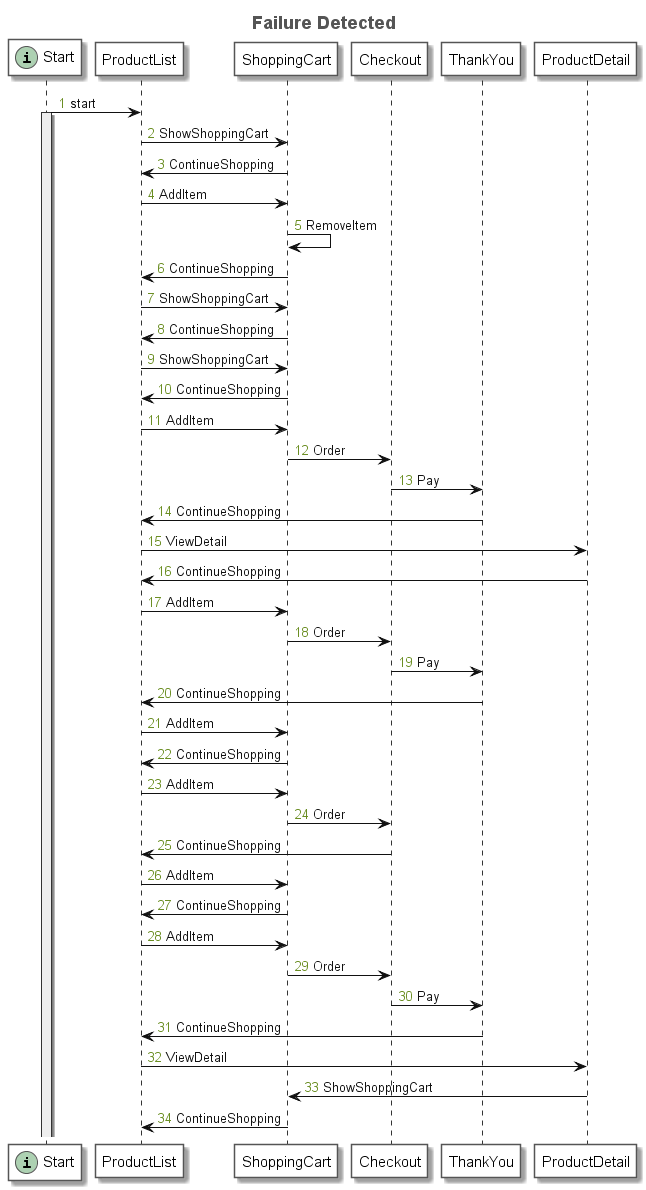 Failure Detected
i Start ProductList ShoppingCart Checkout ThankYou ProductDetail
1 start
2 ShowShoppingCart
3 ContinueShopping
4 AddItem
5 RemoveItem
6 ContinueShopping
7 ShowShoppingCart
8 ContinueShopping
9 ShowShoppingCart
10 ContinueShopping
11 AddItem
12 Order
13 Pay
14 ContinueShopping
15 ViewDetail
16 ContinueShopping
17 AddItem
18 Order
19 Pay
20 ContinueShopping
21 AddItem
22 ContinueShopping
23 AddItem
24 Order
25 ContinueShopping
26 AddItem
27 ContinueShopping
28 AddItem
29 Order
30 Pay
31 ContinueShopping
32 ViewDetail
33 ShowShoppingCart
34 ContinueShopping
i Start ProductList ShoppingCart Checkout ThankYou ProductDetail